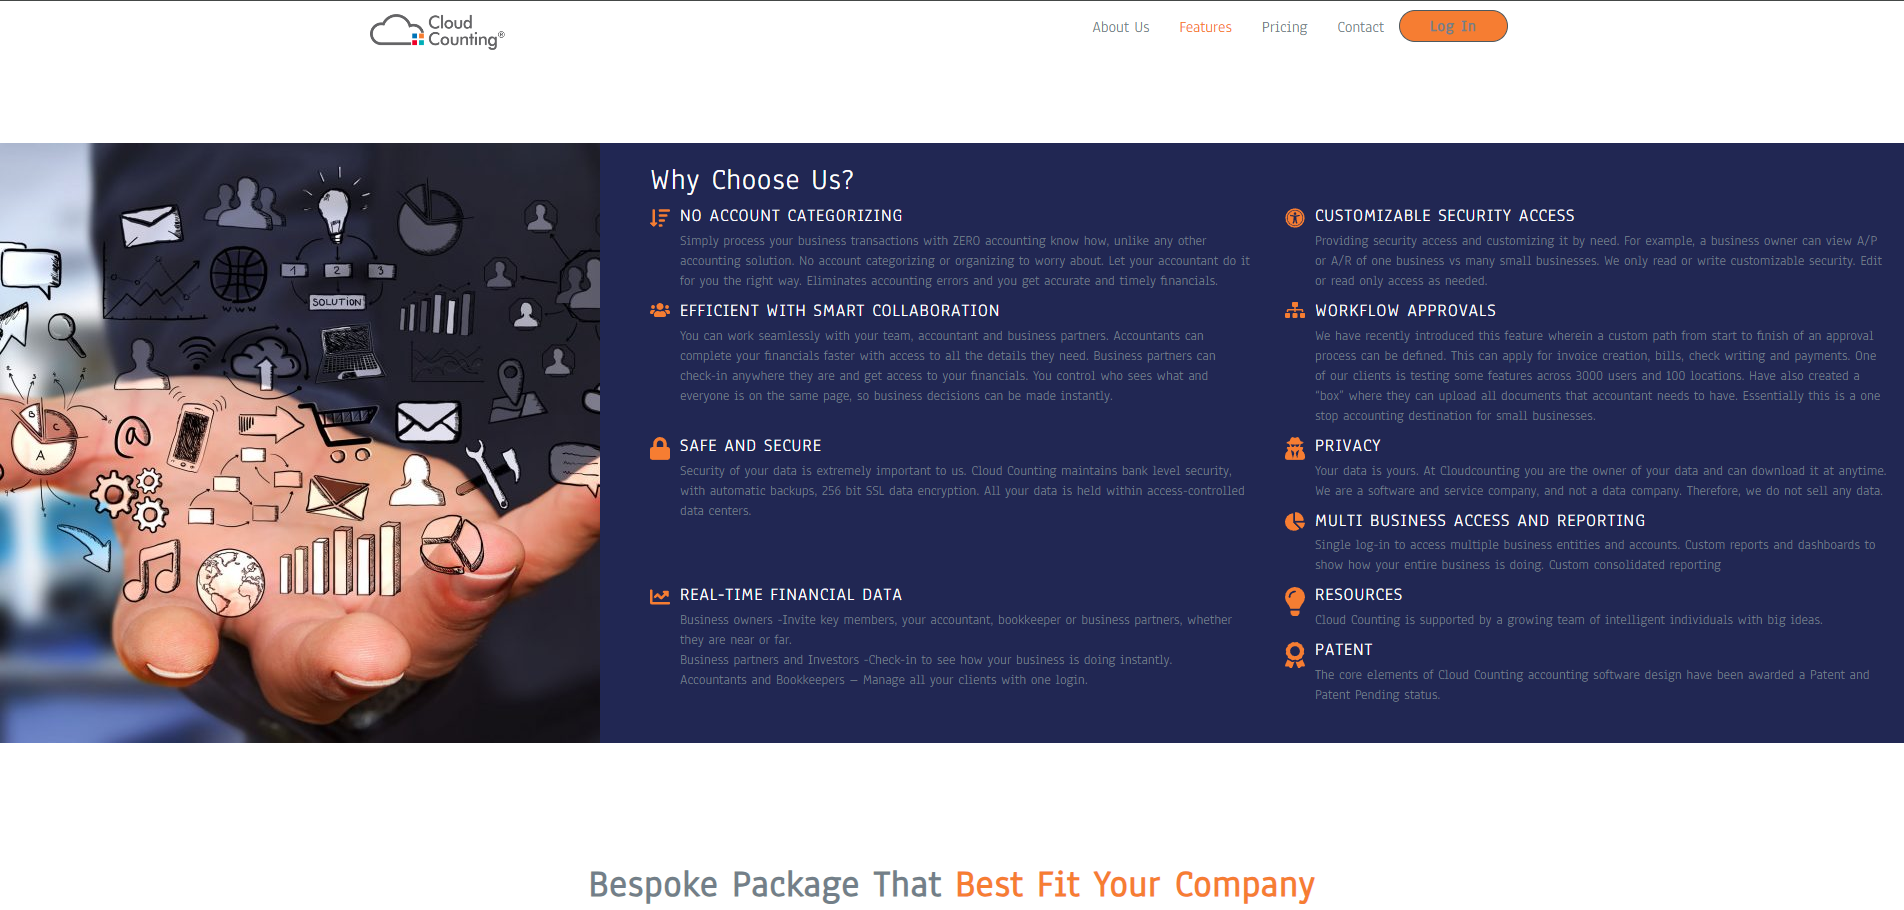 Cloud
Counting®
About Us
Features
Pricing
Contact
Log In
1
2
3
SOLUTION
B
C
A
@
Why Choose Us?
NO ACCOUNT CATEGORIZING
Simply process your business transactions with ZERO accounting know how, unlike any other
accounting solution. No account categorizing or organizing to worry about. Let your accountant do it
for you the right way. Eliminates accounting errors and you get accurate and timely financials.
EFFICIENT WITH SMART COLLABORATION
You can work seamlessly with your team, accountant and business partners. Accountants can
complete your financials faster with access to all the details they need. Business partners can
check-in anywhere they are and get access to your financials. You control who sees what and
everyone is on the same page, so business decisions can be made instantly.
SAFE AND SECURE
Security of your data is extremely important to us. Cloud Counting maintains bank level security,
with automatic backups, 256 bit SSL data encryption. All your data is held within access-controlled
data centers.
REAL-TIME FINANCIAL DATA
Business owners -Invite key members, your accountant, bookkeeper or business partners, whether
they are near or far.
Business partners and Investors -Check-in to see how your business is doing instantly.
Accountants and Bookkeepers – Manage all your clients with one login.
CUSTOMIZABLE SECURITY ACCESS
Providing security access and customizing it by need. For example, a business owner can view A/P
or A/R of one business vs many small businesses. We only read or write customizable security. Edit
or read only access as needed.
WORKFLOW APPROVALS
We have recently introduced this feature wherein a custom path from start to finish of an approval
process can be defined. This can apply for invoice creation, bills, check writing and payments. One
of our clients is testing some features across 3000 users and 100 locations. Have also created a
"box" where they can upload all documents that accountant needs to have. Essentially this is a one
stop accounting destination for small businesses.
PRIVACY
Your data is yours. At Cloudcounting you are the owner of your data and can download it at anytime.
We are a software and service company, and not a data company. Therefore, we do not sell any data.
MULTI BUSINESS ACCESS AND REPORTING
Single log-in to access multiple business entities and accounts. Custom reports and dashboards to
show how your entire business is doing. Custom consolidated reporting
RESOURCES
Cloud Counting is supported by a growing team of intelligent individuals with big ideas.
PATENT
The core elements of Cloud Counting accounting software design have been awarded a Patent and
Patent Pending status.
Bespoke Package That Best Fit Your Company